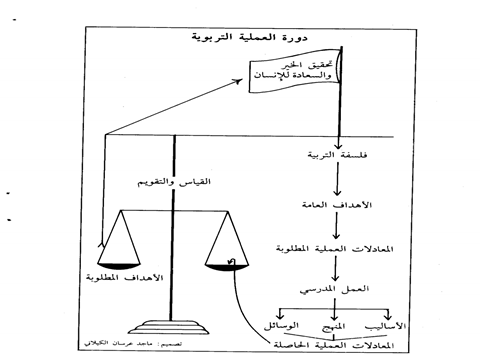 دورة العملية التربوية
تحقيق الخير
والسعادة للإنسان
فلسفة التربية
القياس والتقويم
الأهداف العامة
المعادلات العملية المطلوبة
الأهداف المطلوبة
العمل المدرسي
الأساليب المنهج الوسائل
المعادلات العملية الحاصلة
تصميم: ماجد عرسان الكيلاني